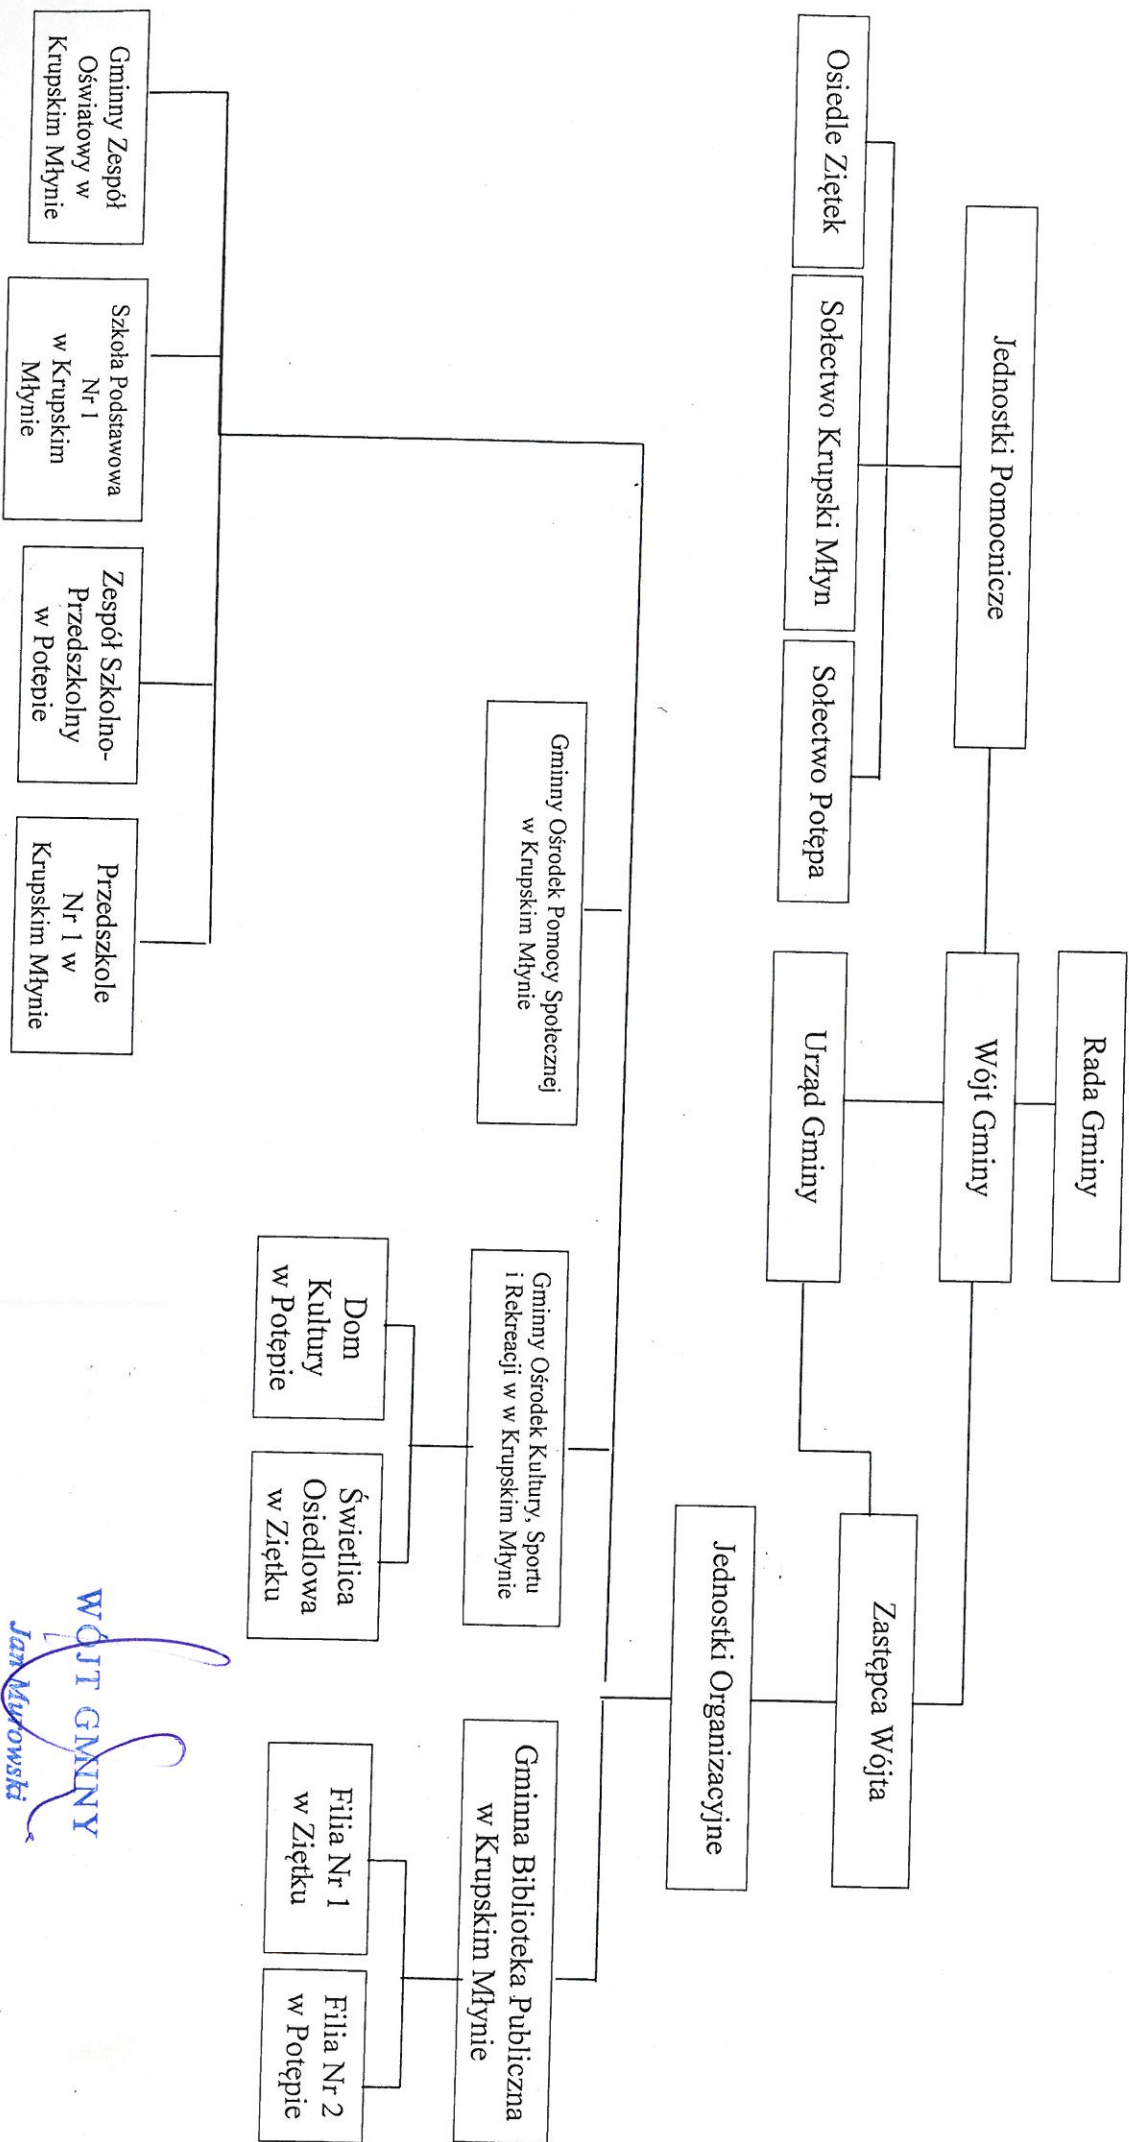 Rada Gminy
Jednostki Pomocnicze
Wójt Gminy
Zastępca Wójta
Osiedle Ziętek
Sołectwo Krupski Młyn
Sołectwo Potępa
Urząd Gminy
Jednostki Organizacyjne
Gminny Ośrodek Pomocy Społecznej
w Krupskim Młynie
Gminny Ośrodek Kultury, Sportu
i Rekreacji w w Krupskim Młynie
Gminna Biblioteka Publiczna
w Krupskim Młynie
Dom
Kultury
w Potępie
Świetlica
Osiedlowa
w Ziętku
Filia Nr 1
w Ziętku
Filia Nr 2
w Potępie
Gminny Zespół
Oświatowy w
Krupskim Młynie
Szkoła Podstawowa
Nr 1
w Krupskim
Młynie
Zespół Szkolno-
Przedszkolny
w Potępie
Przedszkole
Nr 1 w
Krupskim Młynie
WÓJT GMINY
Jan Murowski